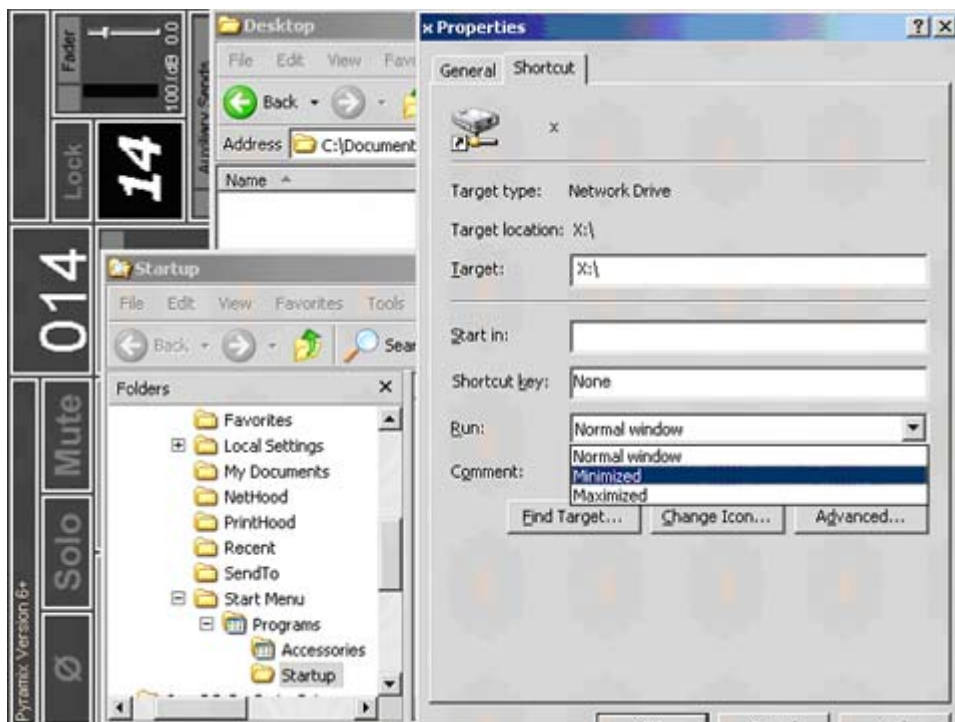 Fader
100.(dB 0.0
Lock
14
Auxiliary Sends
014
Mute
Solo
Ø
Pyramix Version 6+
Desktop
File Edit View Fav
Back
Address C:\Document
Name
Startup
File Edit View Favorites Tools
Back Sear
Folders
Favorites
Local Settings
My Documents
NetHood
PrintHood
Recent
SendTo
Start Menu
Programs
Accessories
Startup
x Properties
General Shortcut
x
Target type: Network Drive
Target location: X:\
Target: X:\
Start in:
Shortcut key: None
Run: Normal window
Normal window
Comment: Minimized
Maximized
Find Target... Change Icon... Advanced...